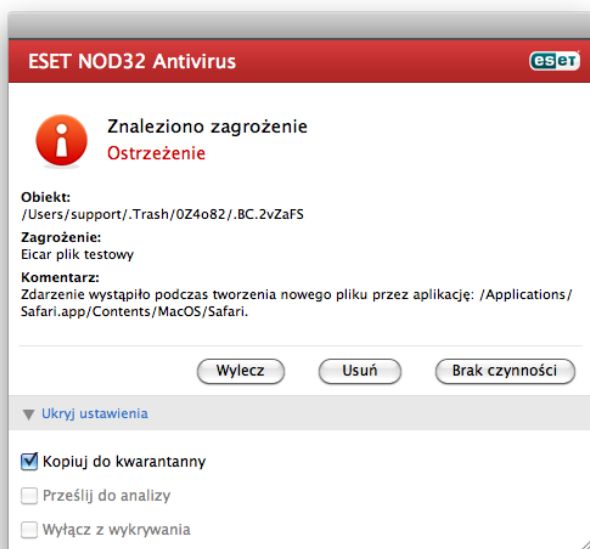 ESET NOD32 Antivirus
eseT
Znaleziono zagrożenie
Ostrzeżenie
Obiekt:
/Users/support/.Trash/0Z4o82/.BC.2vZaFS
Zagrożenie:
Eicar plik testowy
Komentarz:
Zdarzenie wystąpiło podczas tworzenia nowego pliku przez aplikację: /Applications/
Safari.app/Contents/MacOS/Safari.
Wylecz
Usuń
Brak czynności
Ukryj ustawienia
Kopiuj do kwarantanny
Prześlij do analizy
Wyłącz z wykrywania